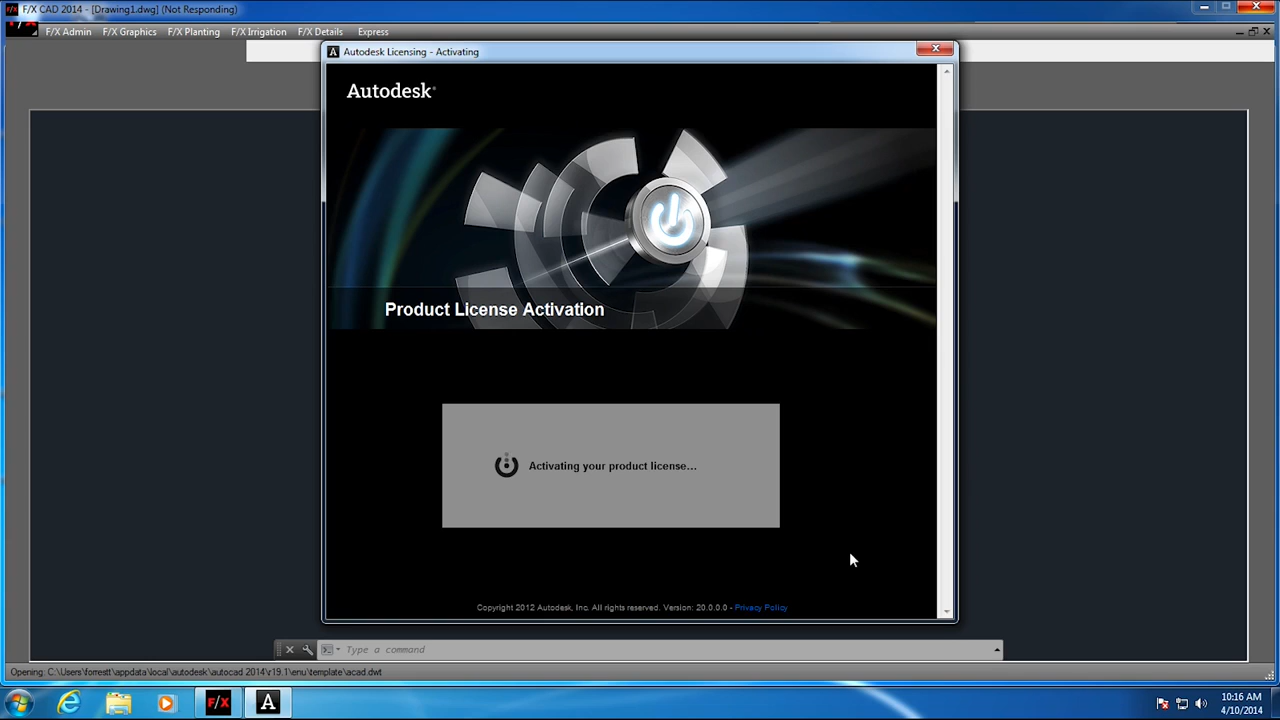 F/X CAD 2014 - [Drawing1.dwg] (Not Responding)
F/X Admin F/X Graphics F/X Planting F/X Irrigation F/X Details Express
Autodesk Licensing - Activating
Autodesk®
Product License Activation
Activating your product license...
Copyright 2012 Autodesk, Inc. All rights reserved. Version: 20.0.0.0 - Privacy Policy
Type a command
Opening: C:\Users\forrestt\appdata\local\autodesk\autocad 2014\r19.1\enu\template\acad.dwt
F/X A
10:16 AM
4/10/2014